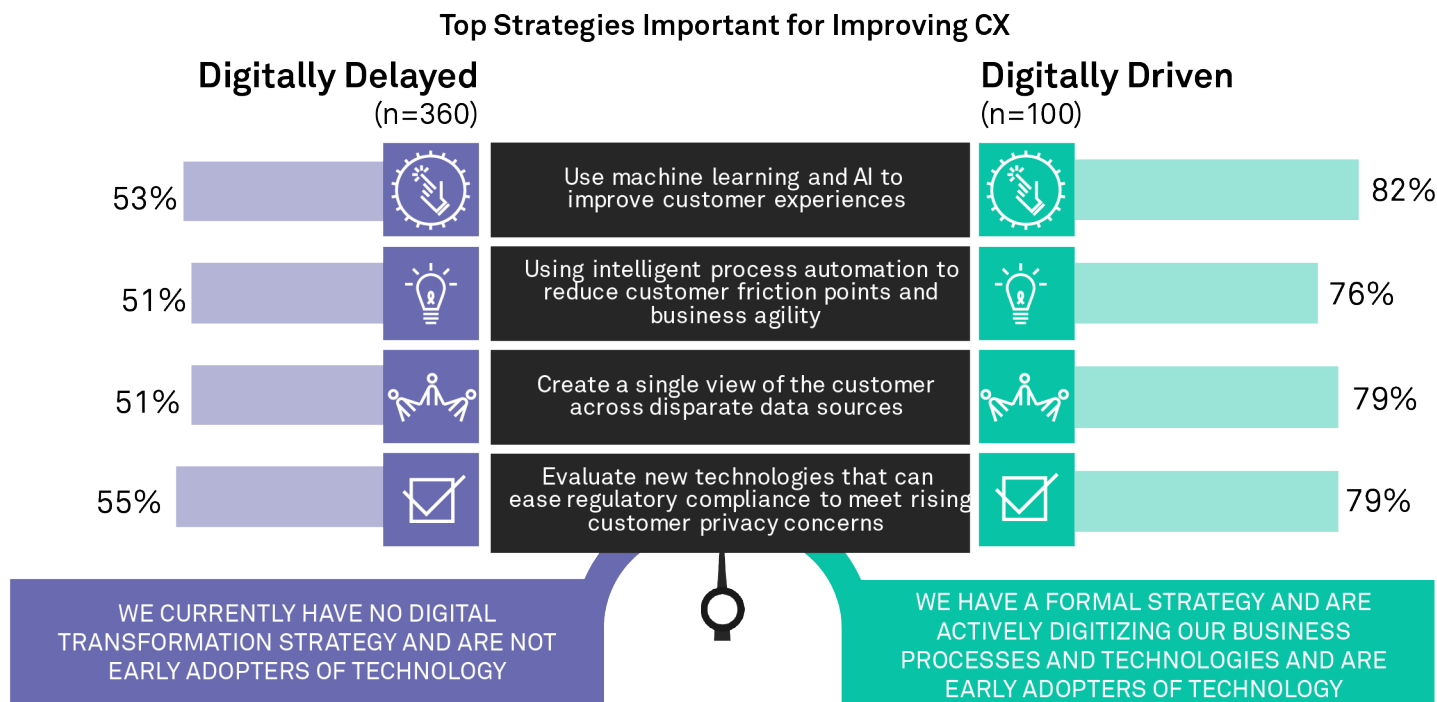 Top Strategies Important for Improving CX
Digitally Delayed
(n=360)
Digitally Driven
(n=100)
53%
Use machine learning and AI to
improve customer experiences
82%
51%
Using intelligent process automation to
reduce customer friction points and
business agility
76%
51%
Create a single view of the customer
across disparate data sources
79%
55%
Evaluate new technologies that can
ease regulatory compliance to meet rising
customer privacy concerns
79%
WE CURRENTLY HAVE NO DIGITAL
TRANSFORMATION STRATEGY AND ARE NOT
EARLY ADOPTERS OF TECHNOLOGY
WE HAVE A FORMAL STRATEGY AND ARE
ACTIVELY DIGITIZING OUR BUSINESS
PROCESSES AND TECHNOLOGIES AND ARE
EARLY ADOPTERS OF TECHNOLOGY